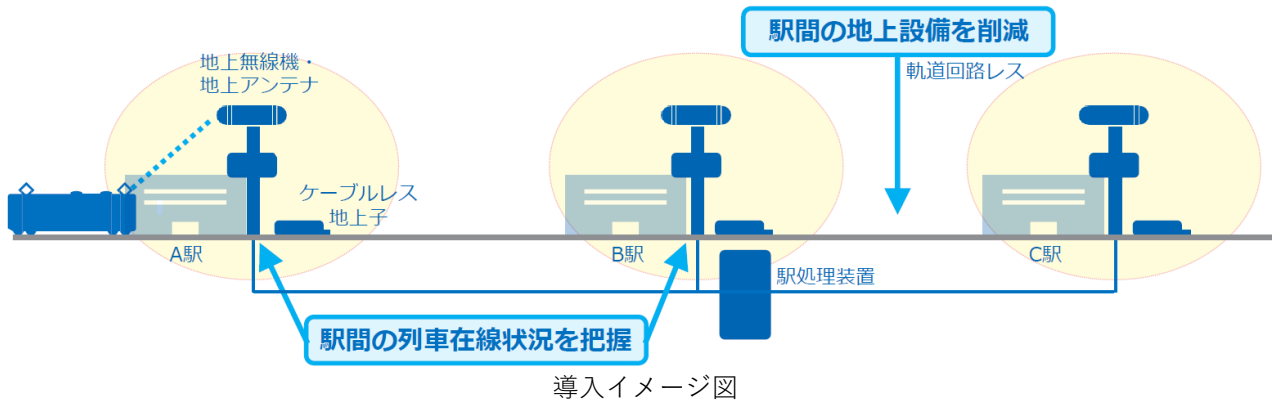 駅間の地上設備を削減
地上無線機・
地上アンテナ
軌道回路レス
ケーブルレス
地上子
A駅
B駅
C駅
駅処理装置
駅間の列車在線状況を把握
導入イメージ図